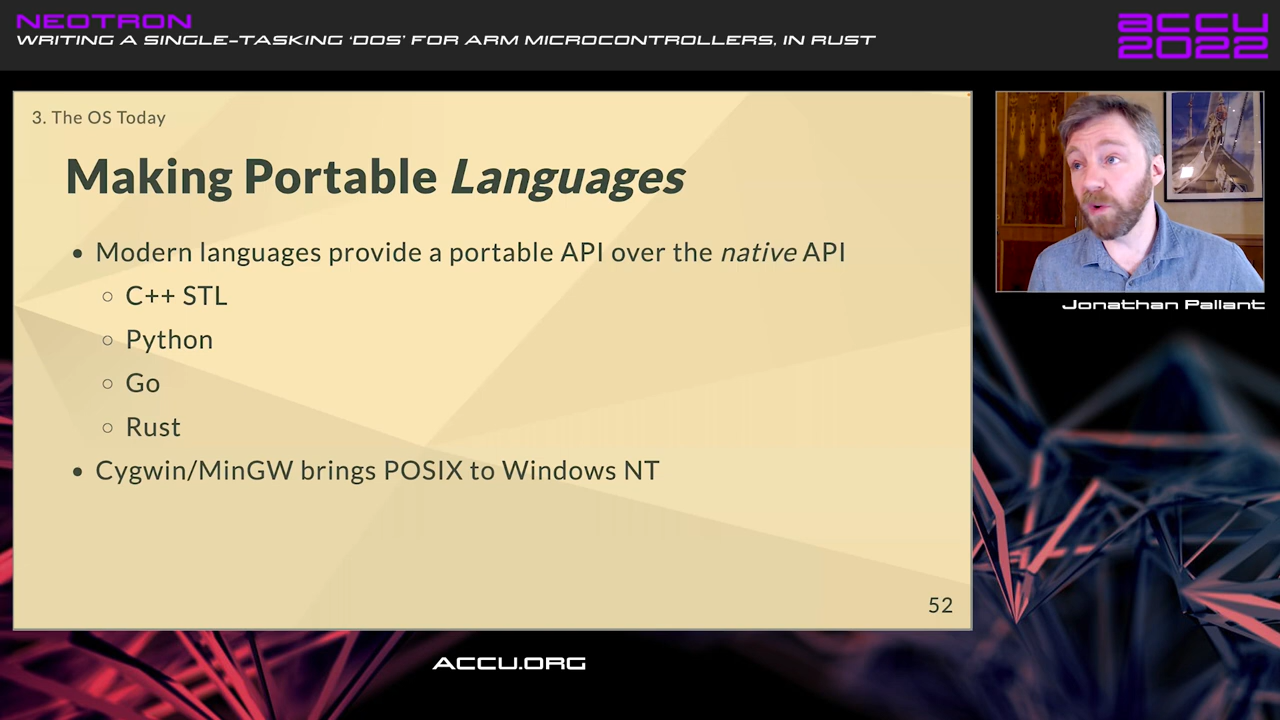 NEOTRON
WRITING A SINGLE-TASKING ‘DOS’ FOR ARM MICROCONTROLLERS, IN RUST
ACCU
2022
3. The OS Today
Making Portable Languages
• Modern languages provide a portable API over the native API
○ C++ STL
○ Python
○ Go
○ Rust
• Cygwin/MinGW brings POSIX to Windows NT
52
Jonathan Pallant
ACCU.ORG